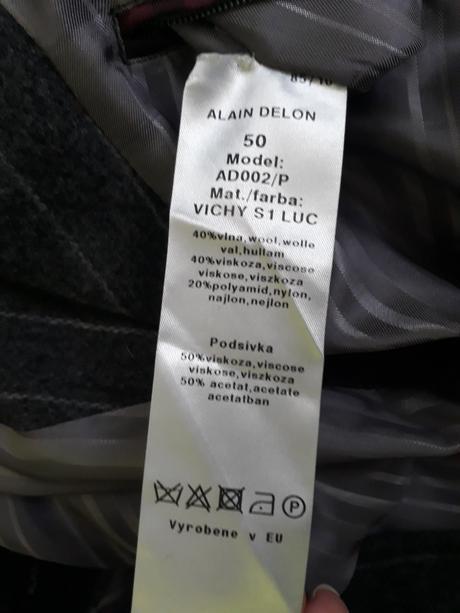 85/10
ALAIN DELON
50
Model:
AD002/P
Mat./farba:
VICHY S1 LUC
40%vlna,wool,wolle
val,hullam
40%viskoza,viscose
viskose,viszkoza
20%polyamid,nylon,
najlon,nejlon
Podsivka
50%viskoza,viscose
viskose,viszkoza
50% acetat,acetate
acetatban
P
Vyrobene v EU